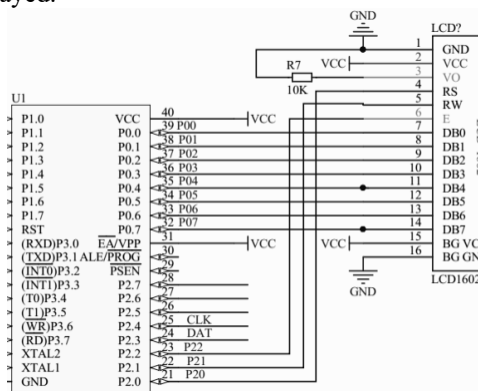 ayed.
GND
LCD?
1 GND
VCC 2 VCC
R7 3 VO
10K 4 RS
5 RW
6 E
7 DB0
8 DB1
9 DB2
10 DB3
11 DB4
12 DB5
13 DB6
14 DB7
VCC 15 BG VC
16 BG GN
GND
LCD1602
U1
P1.0 VCC 40 VCC
P1.1 P0.0 39 P00
P1.2 P0.1 38 P01
P1.3 P0.2 37 P02
P1.4 P0.3 36 P03
P1.5 P0.4 35 P04
P1.6 P0.5 34 P05
P1.7 P0.6 33 P06
RST P0.7 32 P07
(RXD)P3.0 EA/VPP 31 VCC
(TXD)P3.1 ALE/PROG 30
(INT0)P3.2 PSEN 29
(INT1)P3.3 P2.7 28
(T0)P3.4 P2.6 27
(T1)P3.5 P2.5 26
(WR)P3.6 P2.4 25 CLK
(RD)P3.7 P2.3 24 DAT
XTAL2 P2.2 23 P22
XTAL1 P2.1 22 P21
GND P2.0 21 P20